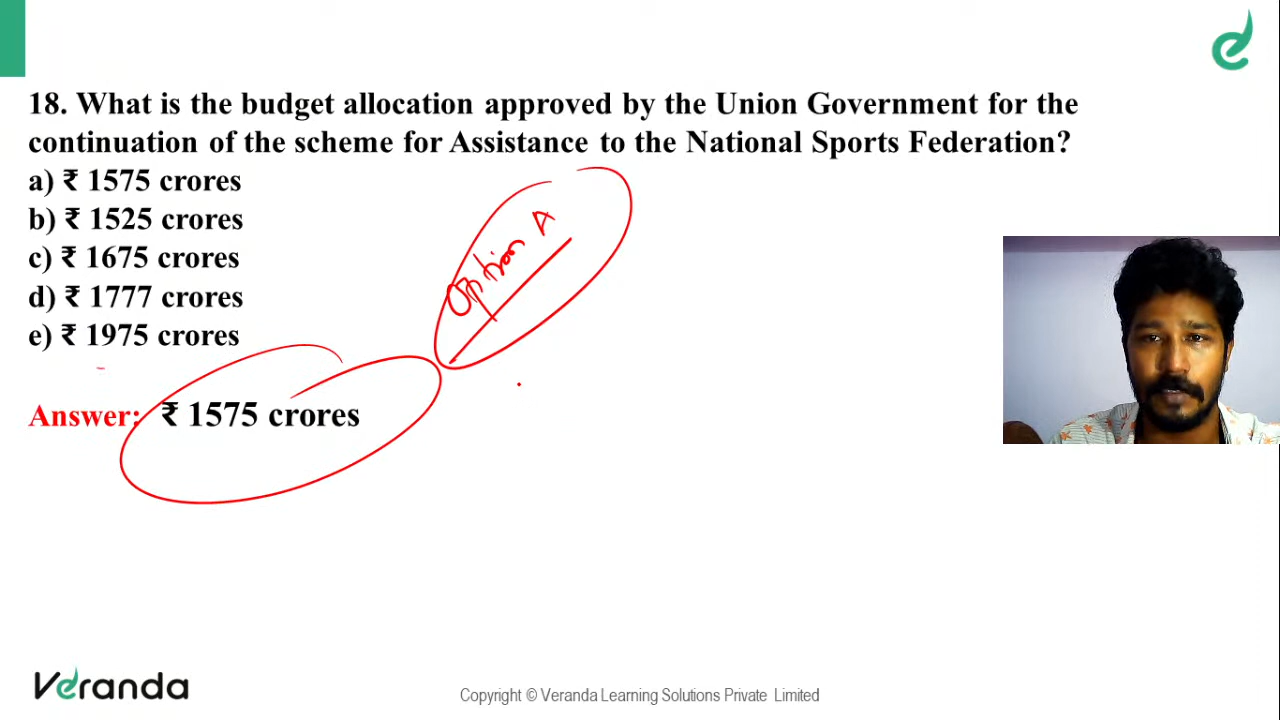 18. What is the budget allocation approved by the Union Government for the
continuation of the scheme for Assistance to the National Sports Federation?
a) ₹ 1575 crores
b) ₹ 1525 crores
c) ₹ 1675 crores
d) ₹ 1777 crores
e) ₹ 1975 crores
Option A
Answer: ₹ 1575 crores
Veranda
Copyright © Veranda Learning Solutions Private Limited